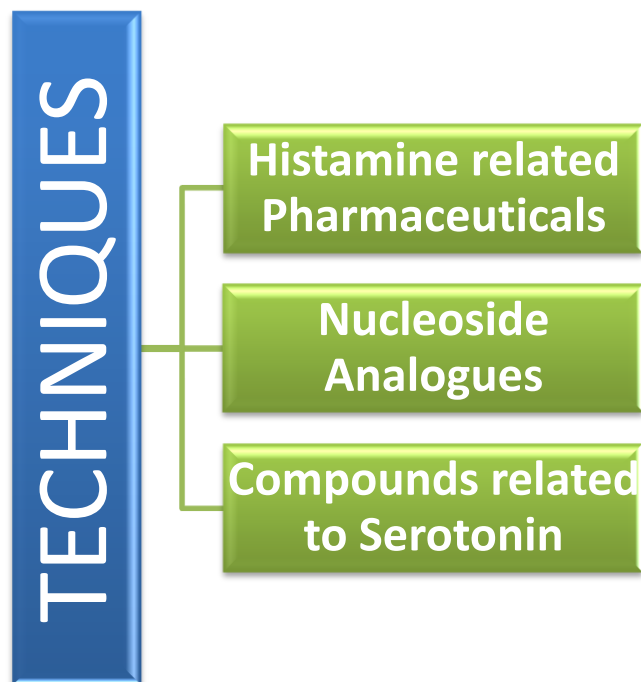 TECHNIQUES
Histamine related
Pharmaceuticals
Nucleoside
Analogues
Compounds related
to Serotonin